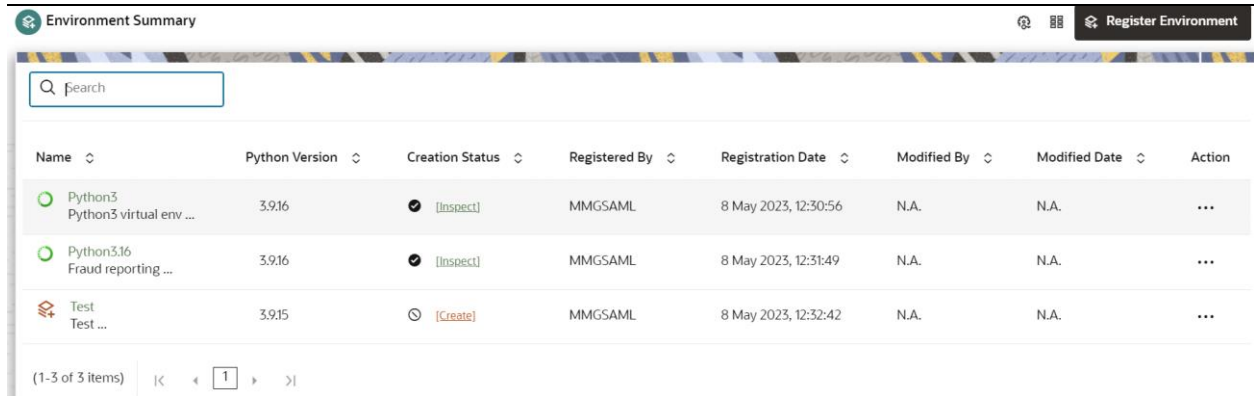 Environment Summary
Register Environment
Search
Name Python Version Creation Status Registered By Registration Date Modified By Modified Date Action
Python3
Python3 virtual env ...
3.9.16 [Inspect] MMGSAML 8 May 2023, 12:30:56 N.A. N.A. ...
Python3.16
Fraud reporting ...
3.9.16 [Inspect] MMGSAML 8 May 2023, 12:31:49 N.A. N.A. ...
Test
Test ...
3.9.15 [Create] MMGSAML 8 May 2023, 12:32:42 N.A. N.A. ...
(1-3 of 3 items) 1